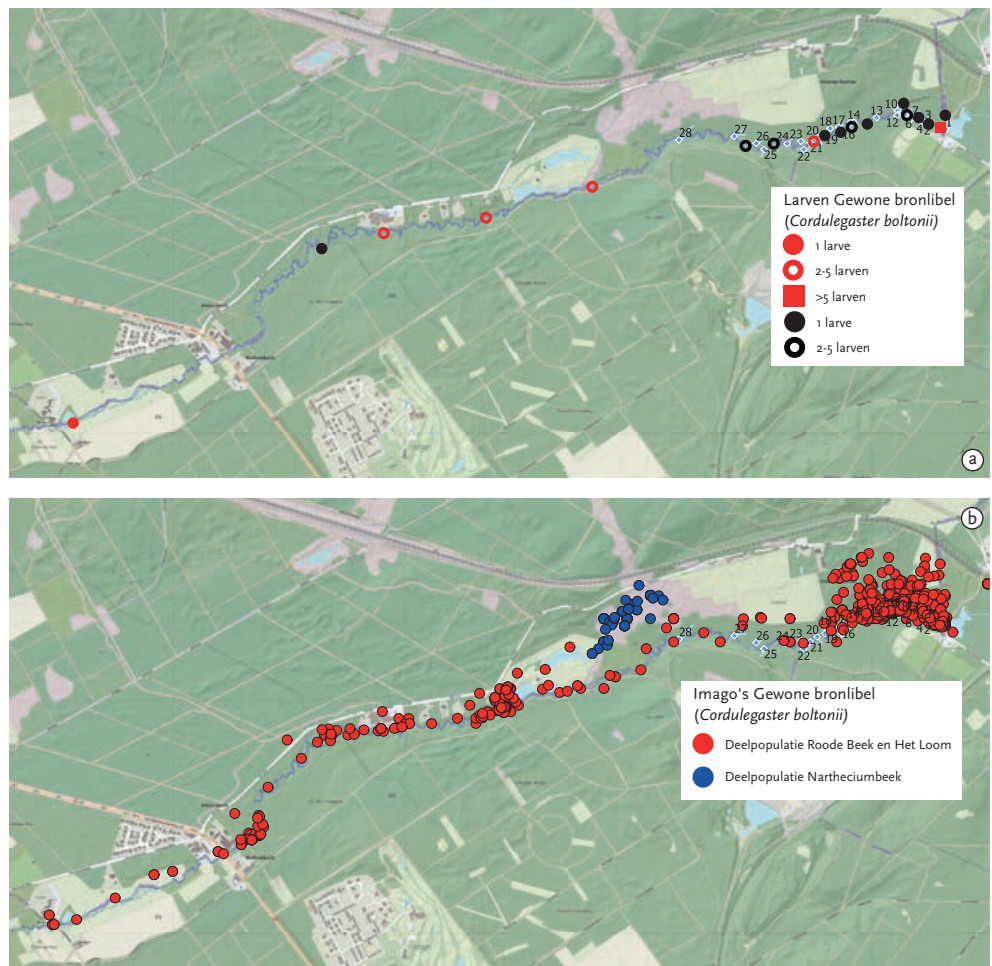 10
14
13
7
3
1
18
17
12
6
4
2
28
27
26
24
23
20
19
16
25
22
21
Larven Gewone bronlibel
(Cordulegaster boltonii)
1 larve
2-5 larven
>5 larven
1 larve
2-5 larven
a
b
28
26
24
23
20
19
16
12
6
4
2
25
22
21
Imago's Gewone bronlibel
(Cordulegaster boltonii)
Deelpopulatie Roode Beek en Het Loom
Deelpopulatie Nartheciumbeek